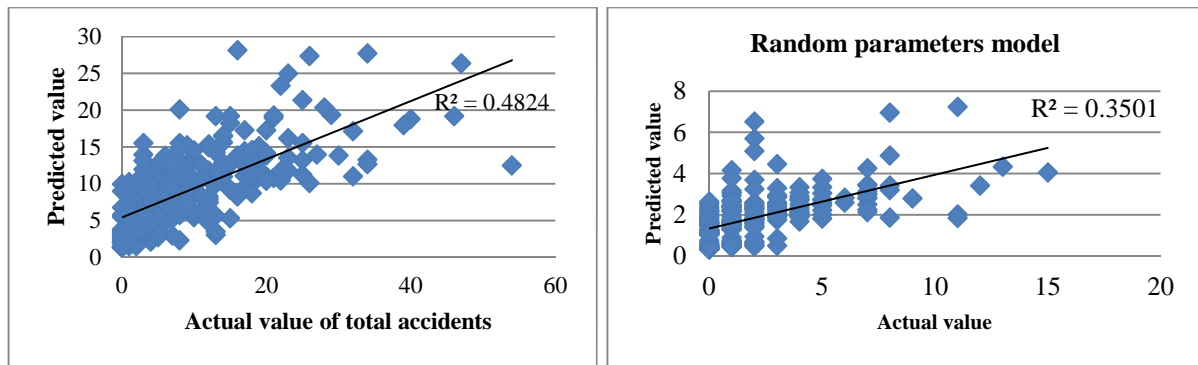 30
25
20
15
10
5
0
Predicted value
R² = 0.4824
0 20 40 60
Actual value of total accidents
Random parameters model
8
6
4
2
0
Predicted value
R² = 0.3501
0 5 10 15 20
Actual value